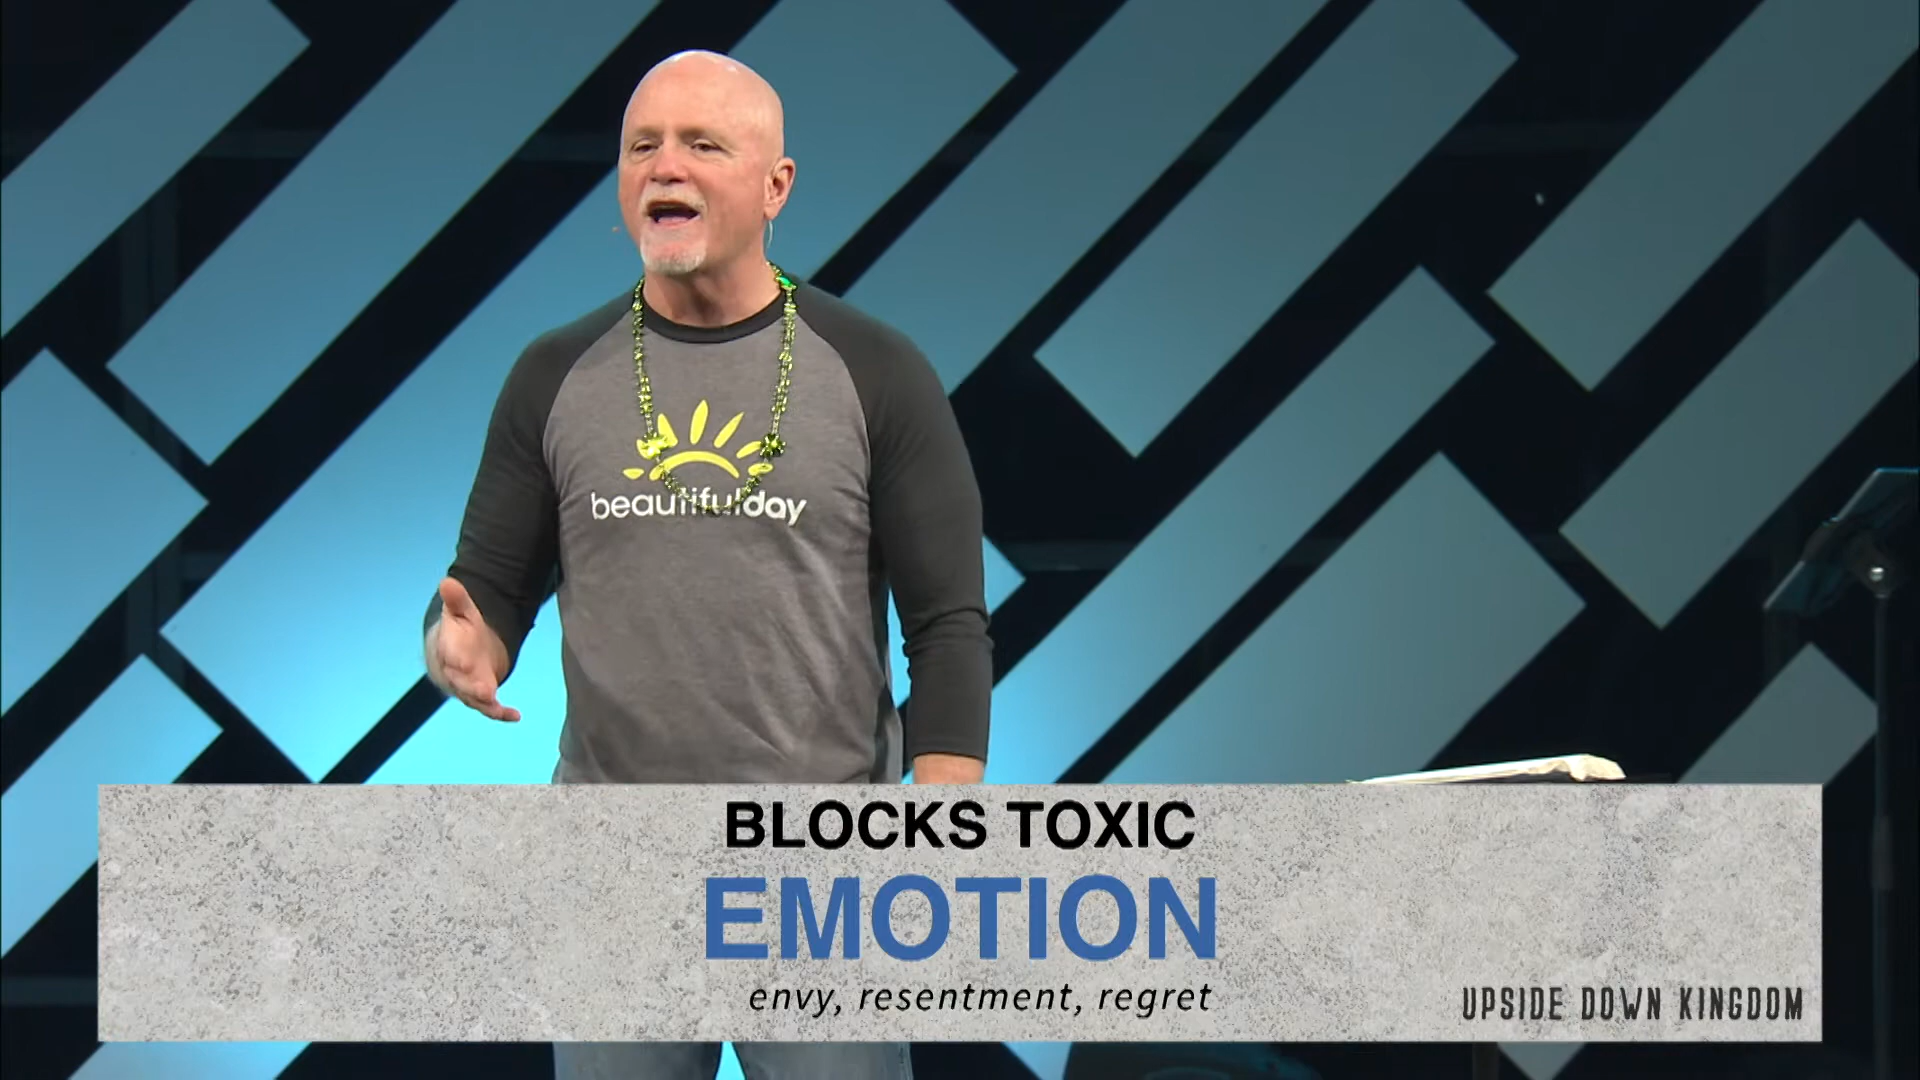 beautifulday
BLOCKS TOXIC
EMOTION
envy, resentment, regret
UPSIDE DOWN KINGDOM